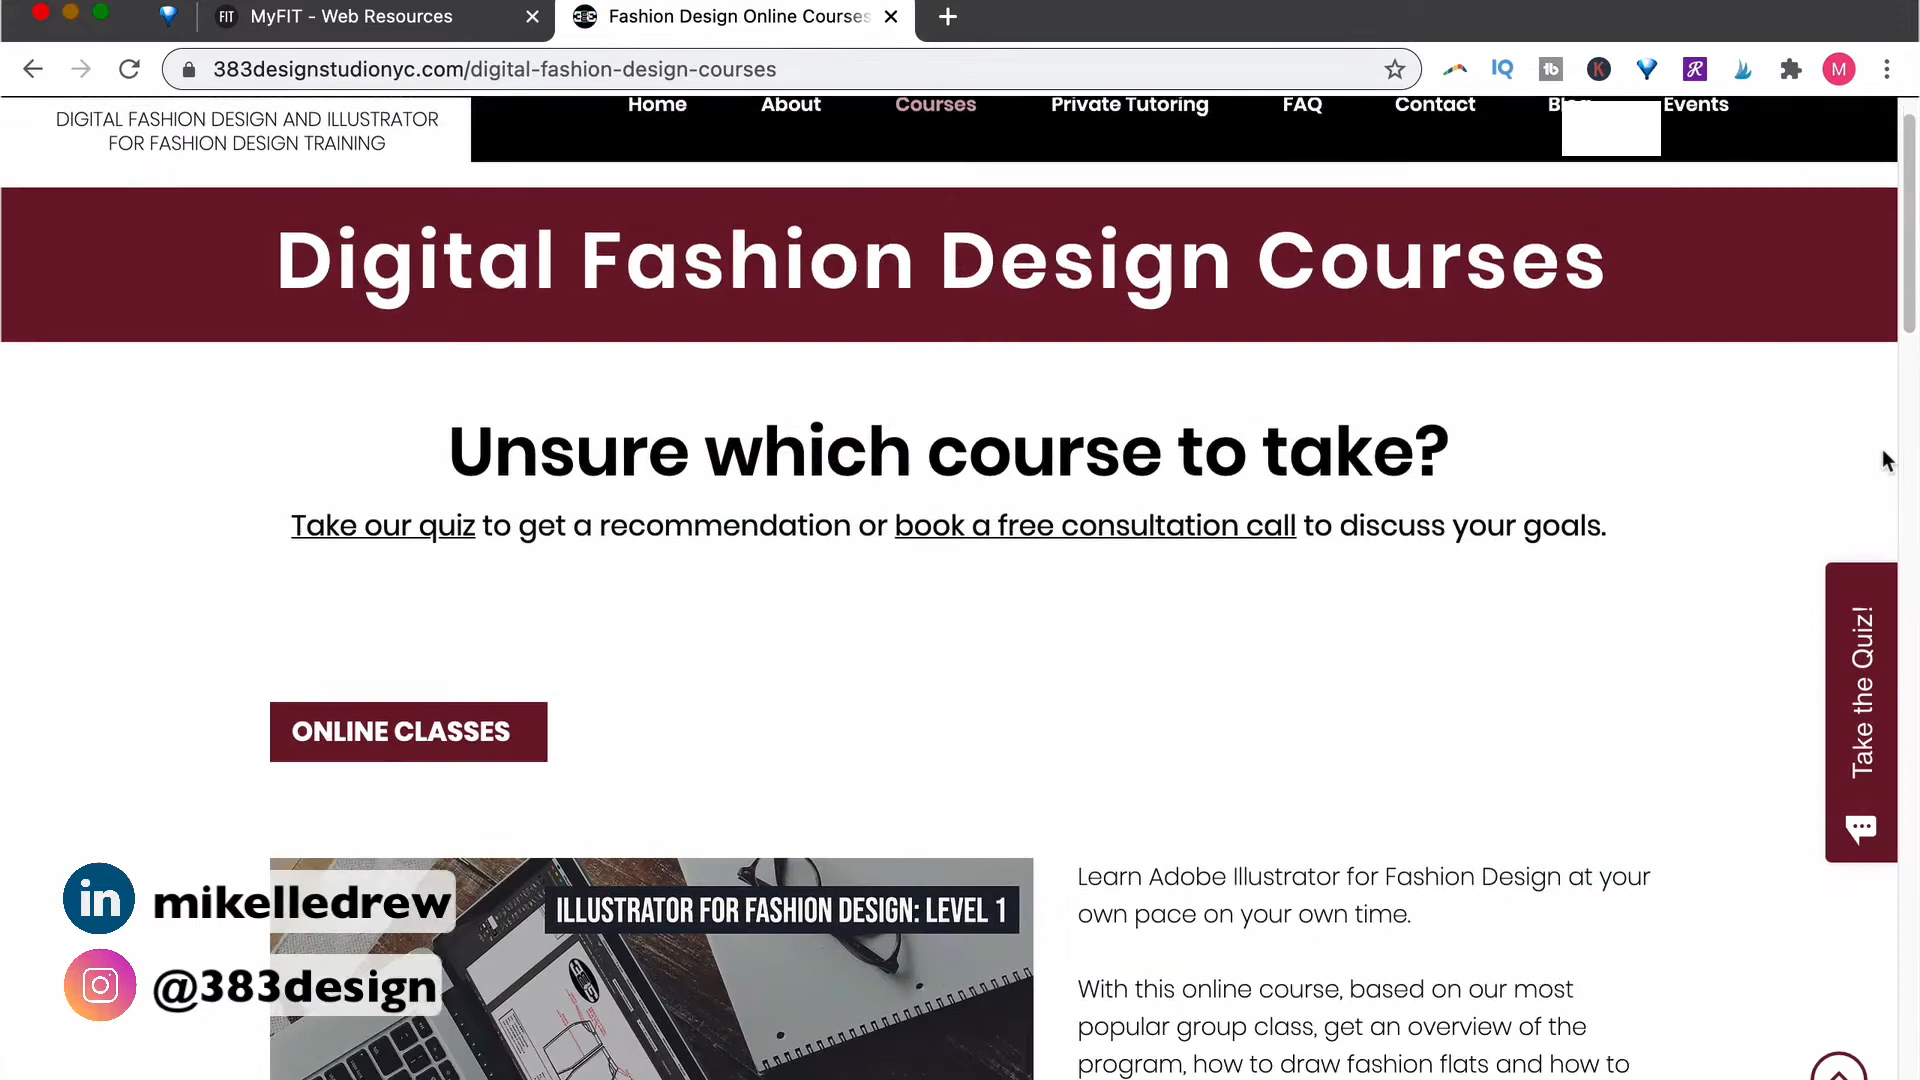 FIT MyFIT - Web Resources
Fashion Design Online Courses
383designstudionyc.com/digital-fashion-design-courses
IQ tb K R M
Home About Courses Private Tutoring FAQ Contact Blog Events
DIGITAL FASHION DESIGN AND ILLUSTRATOR
FOR FASHION DESIGN TRAINING
Digital Fashion Design Courses
Unsure which course to take?
Take our quiz to get a recommendation or book a free consultation call to discuss your goals.
Take the Quiz!
ONLINE CLASSES
ILLUSTRATOR FOR FASHION DESIGN: LEVEL 1
Learn Adobe Illustrator for Fashion Design at your
own pace on your own time.
With this online course, based on our most
popular group class, get an overview of the
program, how to draw fashion flats and how to
in mikelledrew
@383design